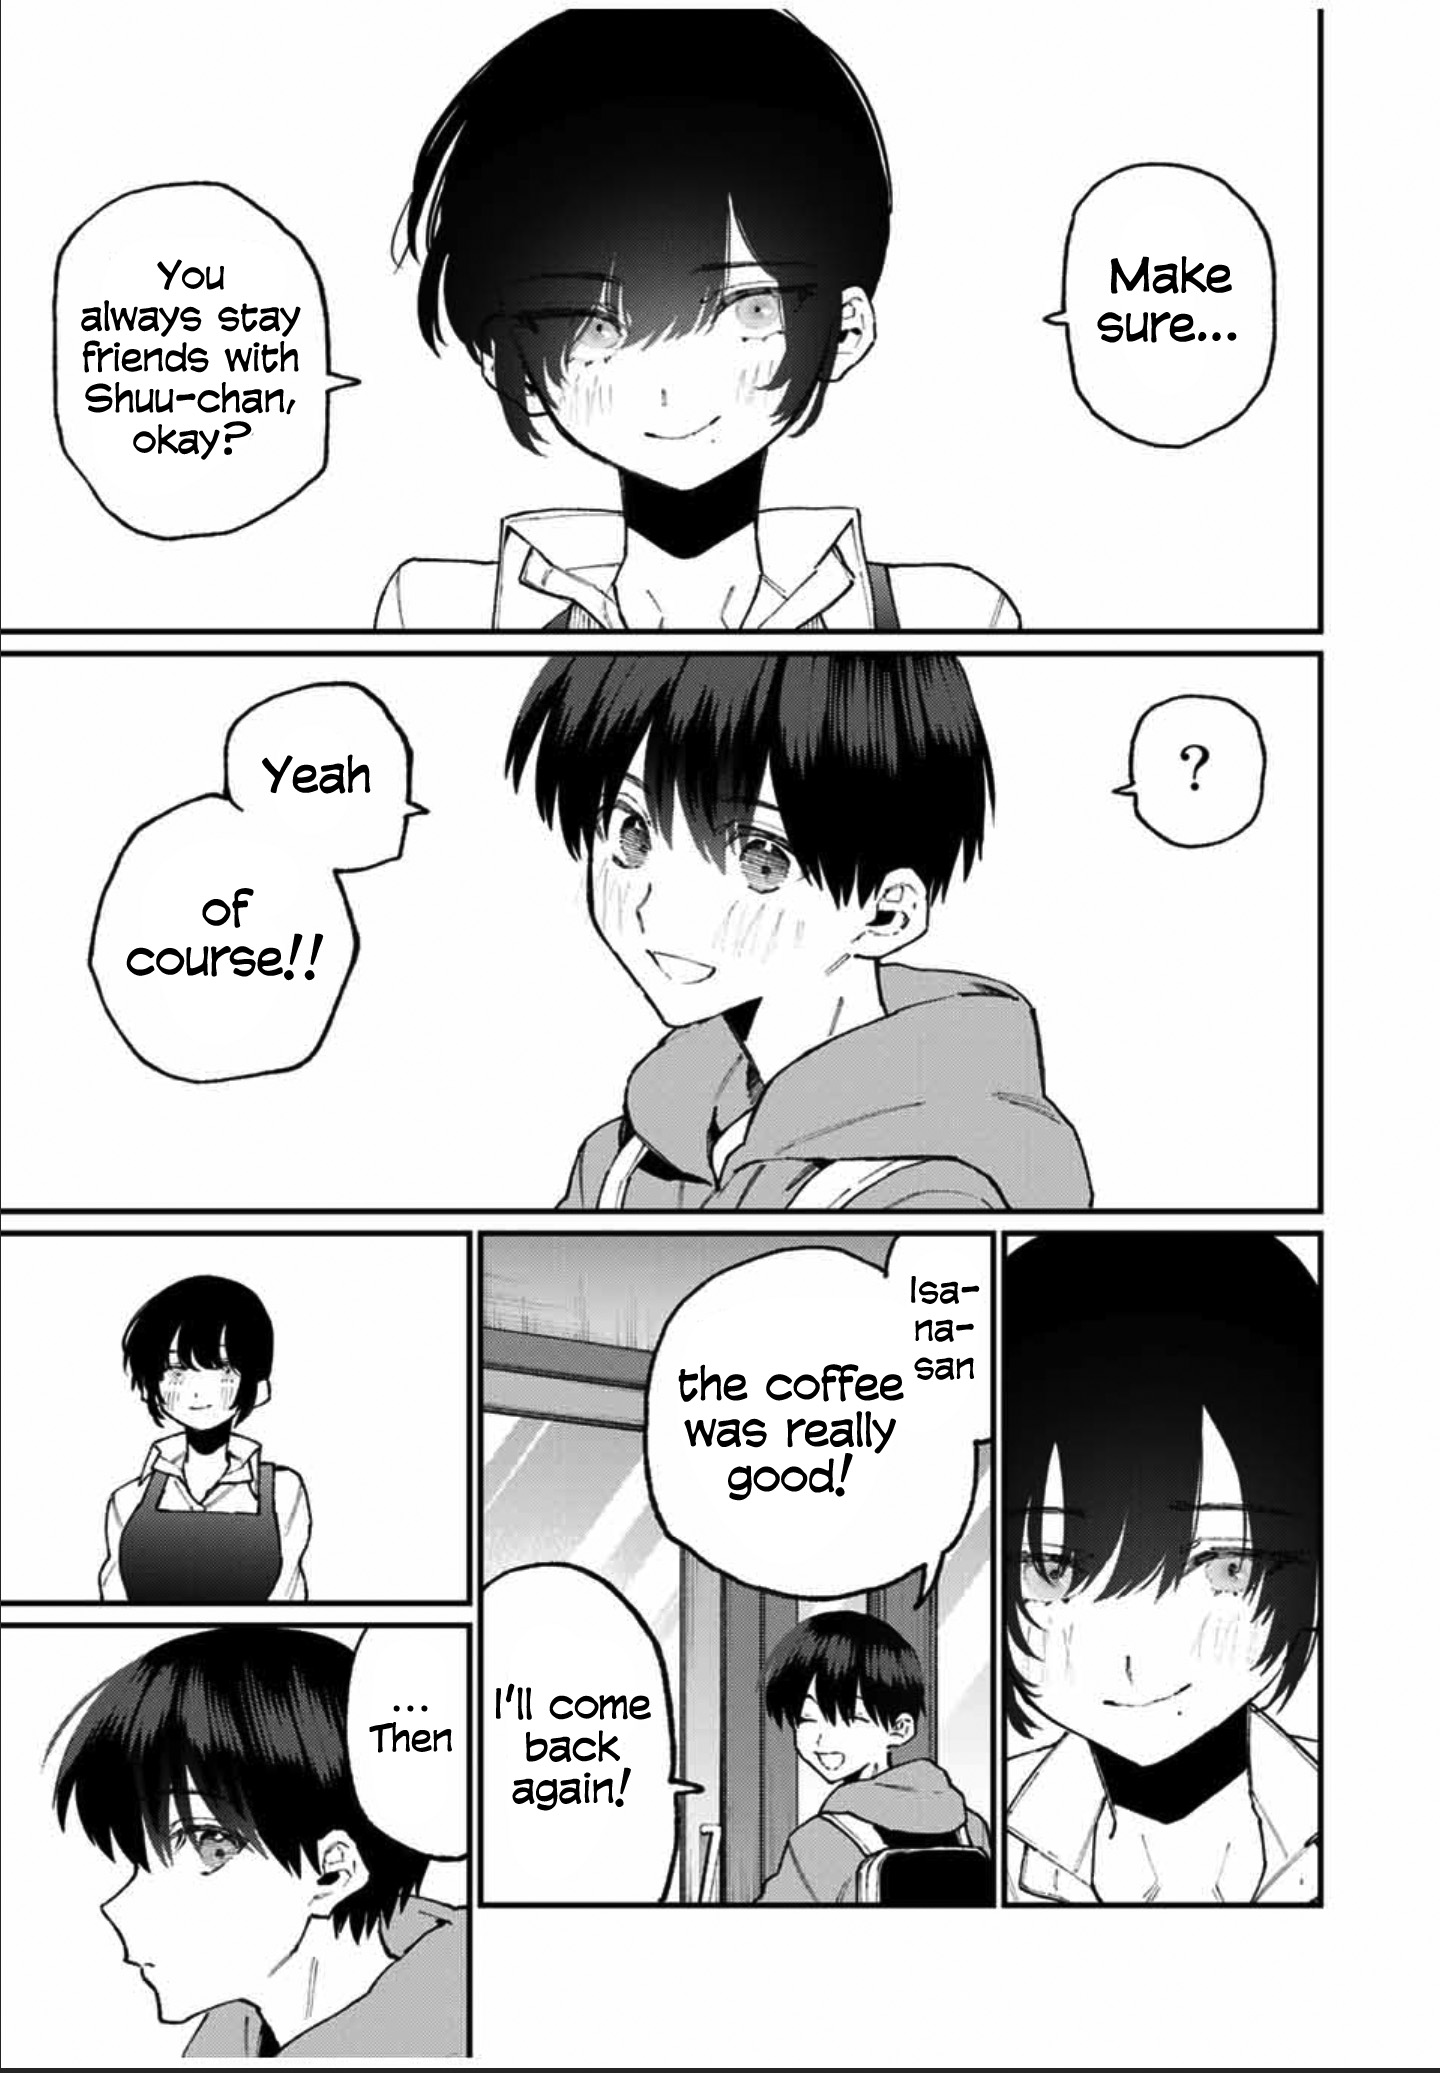 Make
sure...
You
always stay
friends with
Shuu-chan,
okay?
?
Yeah
of
course!!
Isa-
na-
san
the coffee
was really
good!
I'll come
back
again!
...
Then